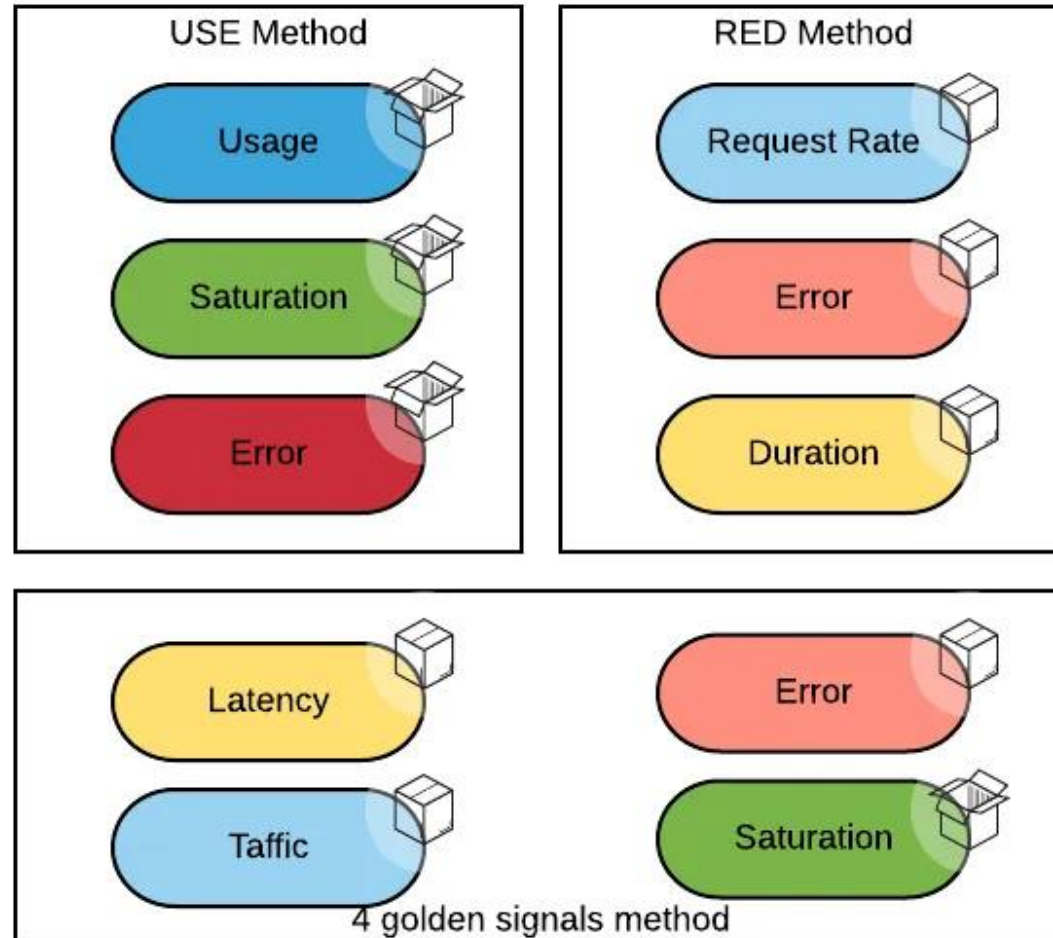 USE Method
Usage
Saturation
Error
RED Method
Request Rate
Error
Duration
Latency
Error
Taffic
Saturation
4 golden signals method